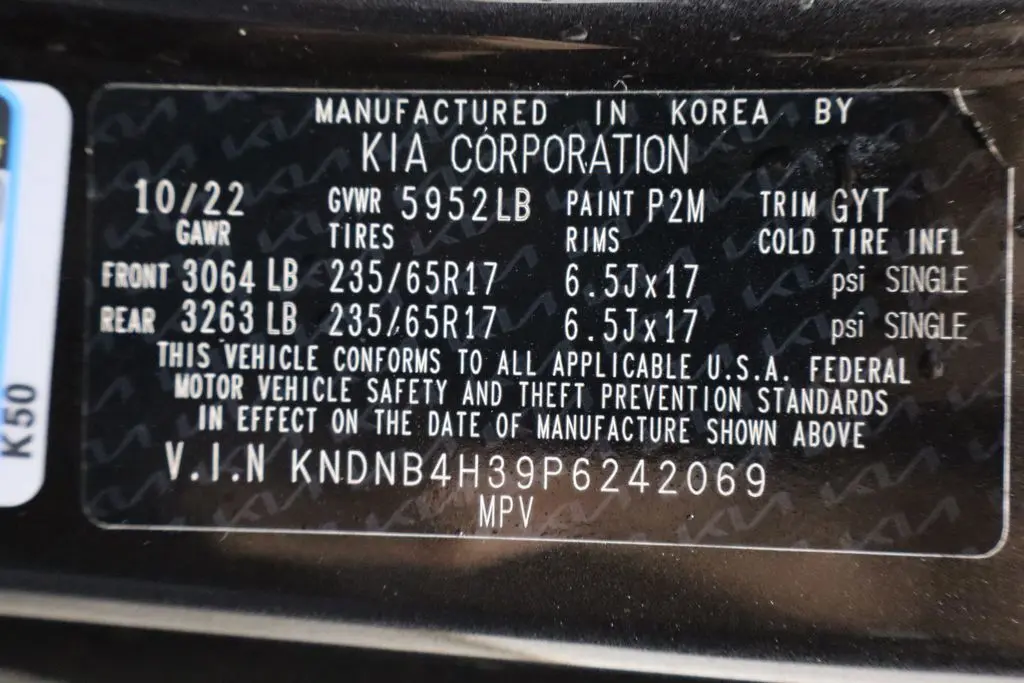 MANUFACTURED IN KOREA BY
KIA CORPORATION
10/22 GVWR 5952LB PAINT P2M TRIM GYT
GAWR TIRES RIMS COLD TIRE INFL
FRONT 3064 LB 235/65R17 6.5Jx17 psi SINGLE
REAR 3263 LB 235/65R17 6.5Jx17 psi SINGLE
THIS VEHICLE CONFORMS TO ALL APPLICABLE U.S.A. FEDERAL
MOTOR VEHICLE SAFETY AND THEFT PREVENTION STANDARDS
IN EFFECT ON THE DATE OF MANUFACTURE SHOWN ABOVE
V.I.N KNDNB4H39P6242069
MPV
K50